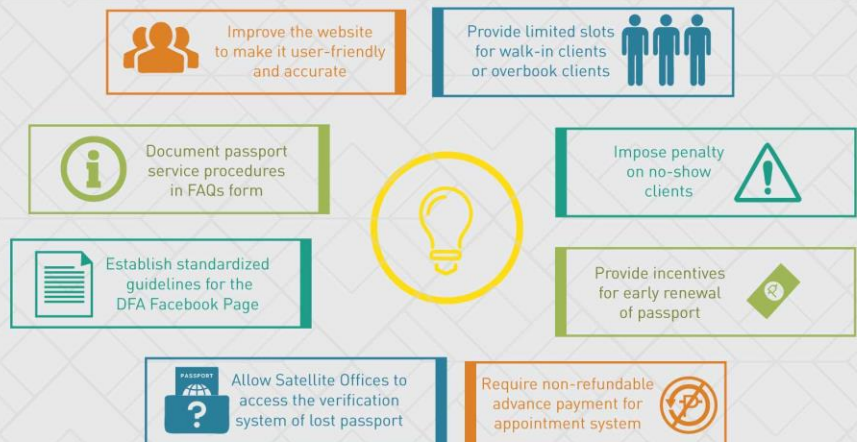 Improve the website
to make it user-friendly
and accurate
Provide limited slots
for walk-in clients
or overbook clients
Document passport
service procedures
in FAQs form
Impose penalty
on no-show
clients
Establish standardized
guidelines for the
DFA Facebook Page
Provide incentives
for early renewal
of passport
PASSPORT
?
Allow Satellite Offices to
access the verification
system of lost passport
Require non-refundable
advance payment for
appointment system